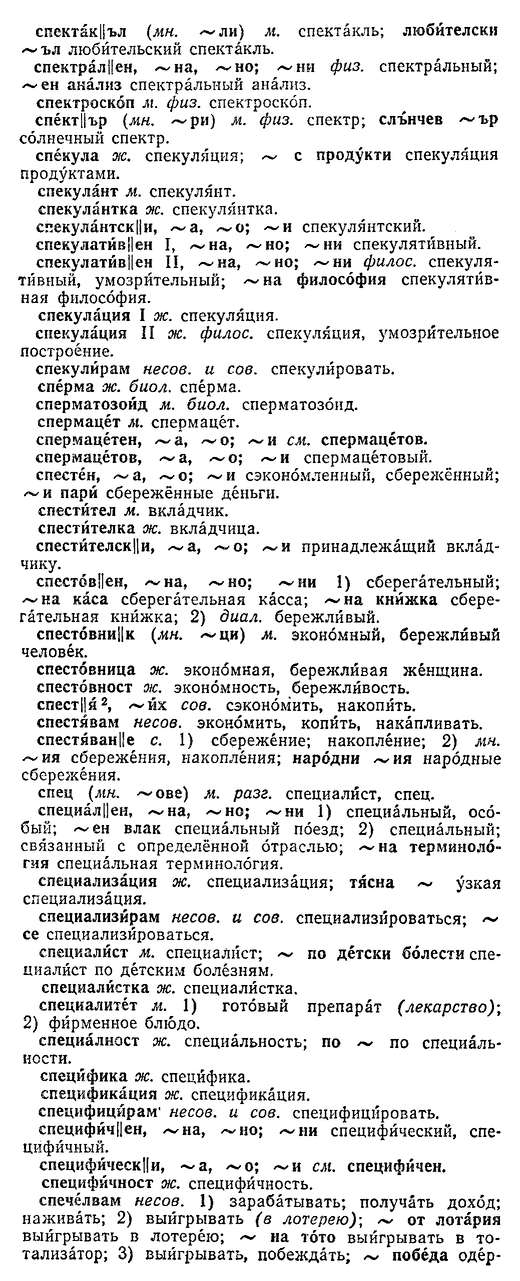 спекта́к||ъл (мн. ~ли) м. спекта́кль; люби́телски
~ъл люби́тельский спекта́кль.
спектра́л||ен, ~на, ~но; ~ни физ. спектра́льный;
~ен ана́лиз спектра́льный ана́лиз.
спектроско́п м. физ. спектроско́п.
спе́кт||ър (мн. ~ри) м. физ. спектр; слъ́нчев ~ър
со́лнечный спектр.
спе́кула ж. спекуля́ция; ~ с проду́кти спекуля́ция
проду́ктами.
спекула́нт м. спекуля́нт.
спекула́нтка ж. спекуля́нтка.
спекула́нтск||и, ~а, ~о; ~и спекуля́нтский.
спекулати́в||ен I, ~на, ~но; ~ни спекуляти́вный.
спекулати́в||ен II, ~на, ~но; ~ни филос. спекуля-
ти́вный, умозри́тельный; ~на филосо́фия спекуляти́в-
ная филосо́фия.
спекула́ция I ж. спекуля́ция.
спекула́ция II ж. филос. спекуля́ция, умозри́тельное
построе́ние.
спекули́рам несов. и сов. спекули́ровать.
спе́рма ж. биол. спе́рма.
сперматозои́д м. биол. сперматозо́ид.
спермаце́т м. спермаце́т.
спермаце́тен, ~а, ~о; ~и см. спермаце́тов.
спермаце́тов, ~а, ~о; ~и спермаце́товый.
спесте́н, ~а, ~о; ~и сэконо́мленный, сбережённый;
~и пари́ сбережённые де́ньги.
спести́тел м. вкла́дчик.
спести́телка ж. вкла́дчица.
спести́телск||и, ~а, ~о; ~и принадлежа́щий вкла́д-
чику.
спесто́в||ен, ~на, ~но; ~ни 1) сберега́тельный;
~на ка́са сберега́тельная ка́сса; ~на кни́жка сбере-
га́тельная кни́жка; 2) диал. бережли́вый.
спесто́вни||к (мн. ~ци) м. эконо́мный, бережли́вый
челове́к.
спесто́вница ж. эконо́мная, бережли́вая же́нщина.
спесто́вност ж. эконо́мность, бережли́вость.
спест||я́ ², ~и́х сов. сэконо́мить, накопи́ть.
спестя́вам несов. эконо́мить, копи́ть, нака́пливать.
спестя́ван||е с. 1) сбереже́ние; накопле́ние; 2) мн.
~ия сбереже́ния, накопле́ния; наро́дни ~ия наро́дные
сбереже́ния.
спец (мн. ~ове) м. разг. специали́ст, спец.
специа́л||ен, ~на, ~но; ~ни 1) специа́льный, осо́-
бый; ~ен влак специа́льный по́езд; 2) специа́льный;
свя́занный с определённой о́траслью; ~на терминоло́-
гия специа́льная терминоло́гия.
специализа́ция ж. специализа́ция; тя́сна ~ у́зкая
специализа́ция.
специализи́рам несов. и сов. специализи́роваться; ~
се специализи́роваться.
специали́ст м. специали́ст; ~ по де́тски бо́лести спе-
циали́ст по де́тским боле́зням.
специали́стка ж. специали́стка.
специалите́т м. 1) гото́вый препара́т (лекарство);
2) фи́рменное блю́до.
специа́лност ж. специа́льность; по ~ по специа́ль-
ности.
специ́фика ж. специ́фика.
спецификáция ж. спецификáция.
специфици́рам несов. и сов. специфици́ровать.
специфи́ч||ен, ~на, ~но; ~ни специфи́ческий, спе-
цифи́чный.
специфи́ческ||и, ~а, ~о; ~и см. специфи́чен.
специфи́чност ж. специфи́чность.
спече́лвам несов. 1) зараба́тывать; получа́ть дохо́д;
нажива́ть; 2) выи́грывать (в лотерею); ~ от лота́рия
выи́грывать в лотере́ю; ~ на то́то выи́грывать в то-
тализа́тор; 3) выи́грывать, побежда́ть; ~ побе́да оде́р-